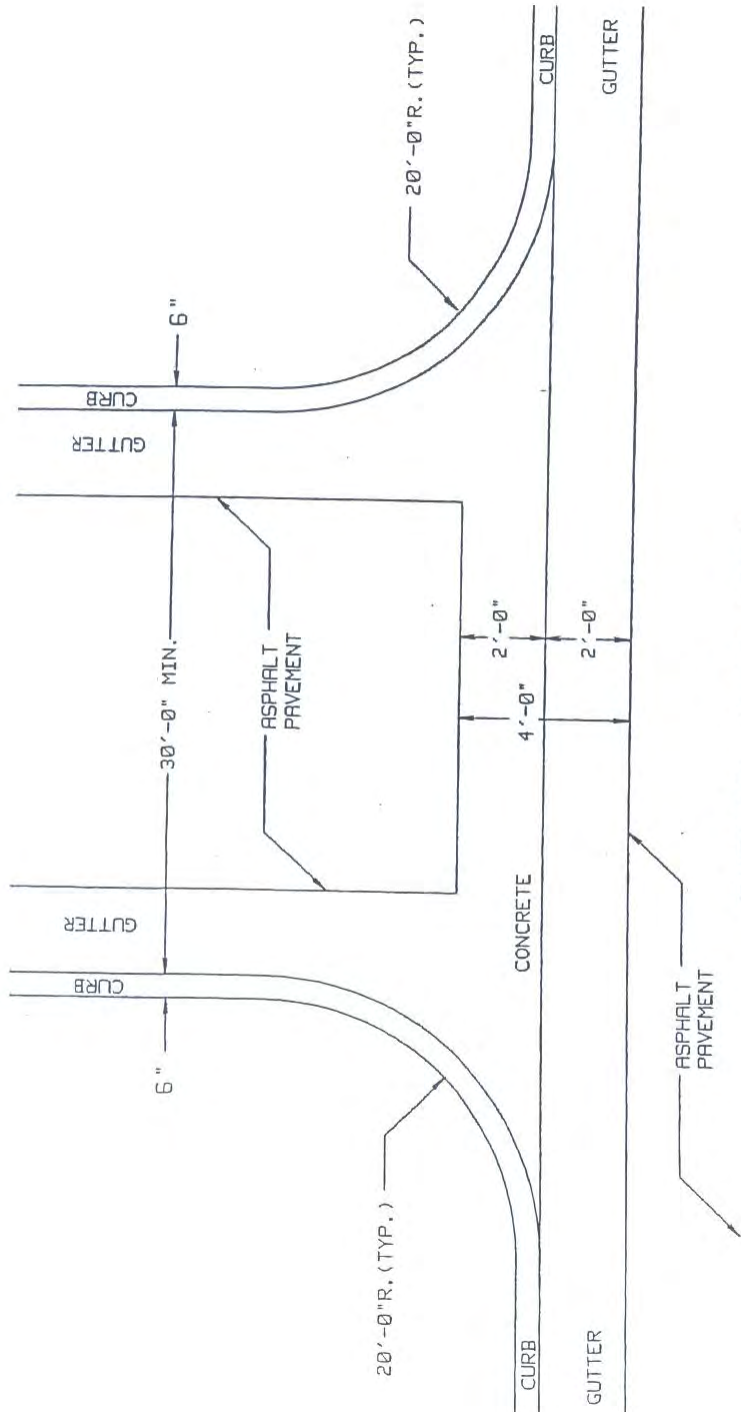 20'-0"R. (TYP.)
CURB
GUTTER
6"
CURB
GUTTER
30'-0" MIN.
ASPHALT
PAVEMENT
2'-0"
2'-0"
4'-0"
GUTTER
CURB
6"
CONCRETE
20'-0"R. (TYP.)
ASPHALT
PAVEMENT
CURB
GUTTER